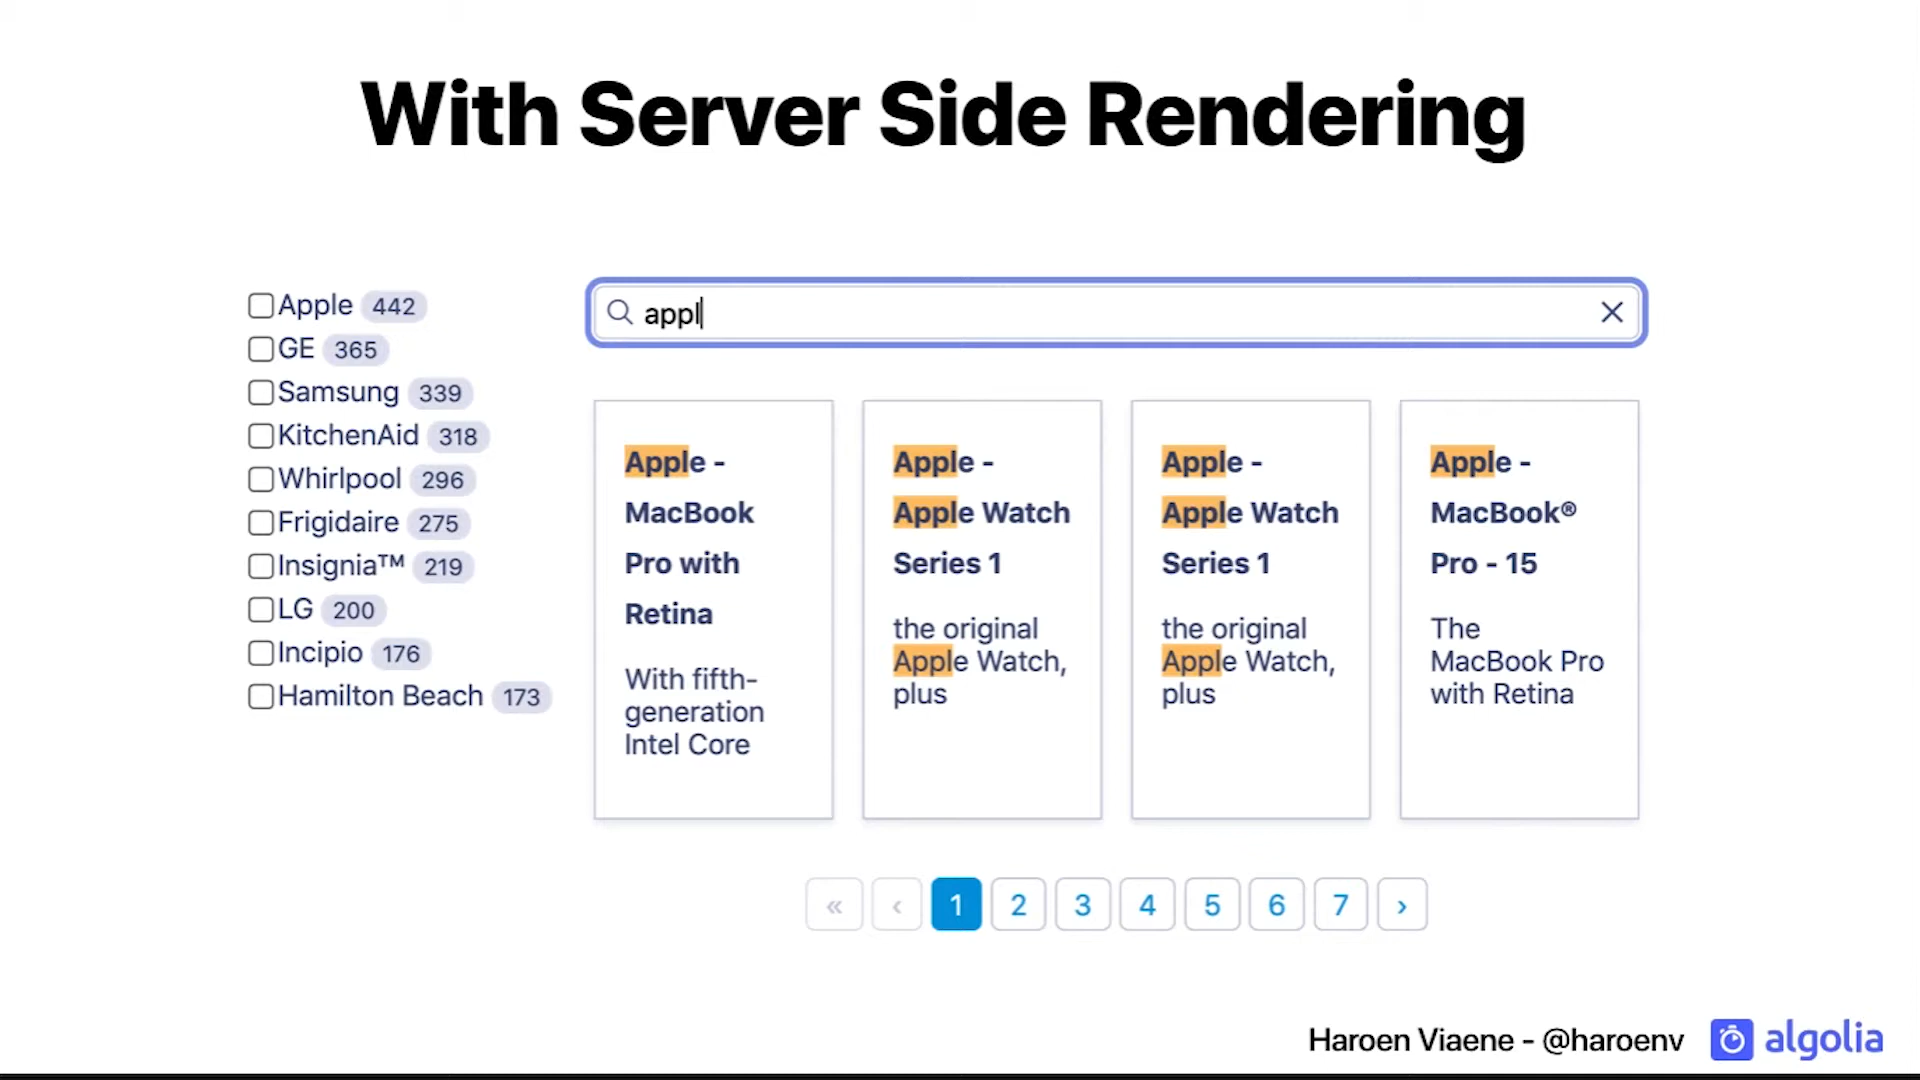 With Server Side Rendering
Apple 442
GE 365
Samsung 339
KitchenAid 318
Whirlpool 296
Frigidaire 275
Insignia™ 219
LG 200
Incipio 176
Hamilton Beach 173
appl
Apple -
MacBook
Pro with
Retina
With fifth-
generation
Intel Core
Apple -
Apple Watch
Series 1
the original
Apple Watch,
plus
Apple -
Apple Watch
Series 1
the original
Apple Watch,
plus
Apple -
MacBook®
Pro - 15
The
MacBook Pro
with Retina
« ‹ 1 2 3 4 5 6 7 ›
Haroen Viaene - @haroenv algolia